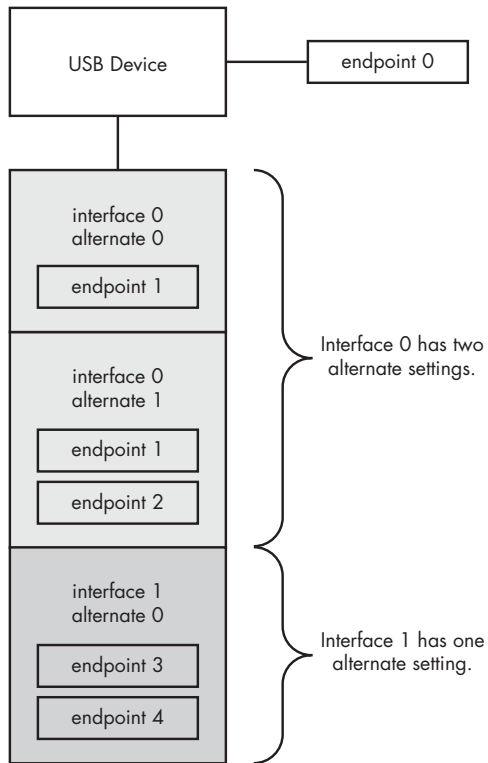 USB Device
endpoint 0
interface 0
alternate 0
endpoint 1
interface 0
alternate 1
endpoint 1
endpoint 2
Interface 0 has two
alternate settings.
interface 1
alternate 0
endpoint 3
endpoint 4
Interface 1 has one
alternate setting.